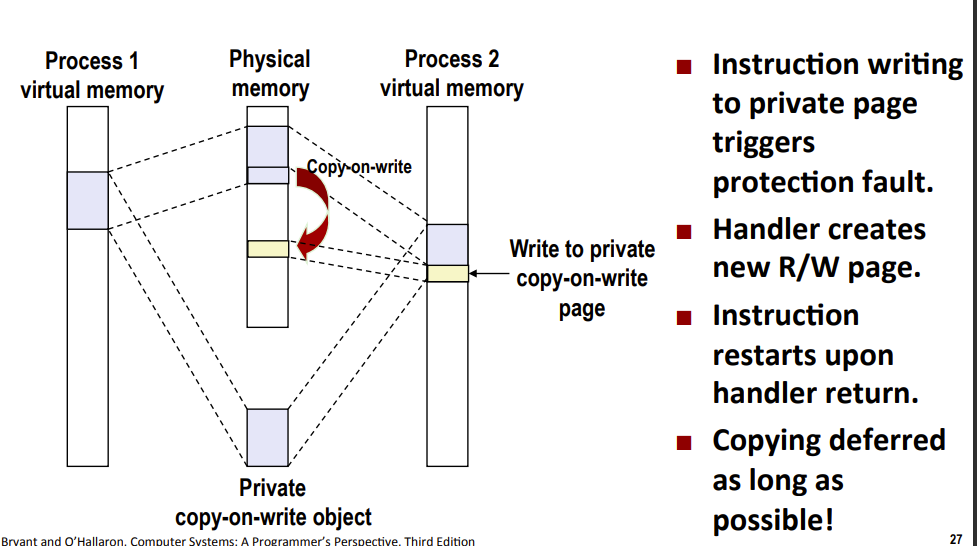 Process 1
virtual memory
Physical
memory
Process 2
virtual memory
Copy-on-write
Write to private
copy-on-write
page
Private
copy-on-write object
■ Instruction writing
to private page
triggers
protection fault.
■ Handler creates
new R/W page.
■ Instruction
restarts upon
handler return.
■ Copying deferred
as long as
possible!
Bryant and O'Hallaron, Computer Systems: A Programmer's Perspective, Third Edition
27